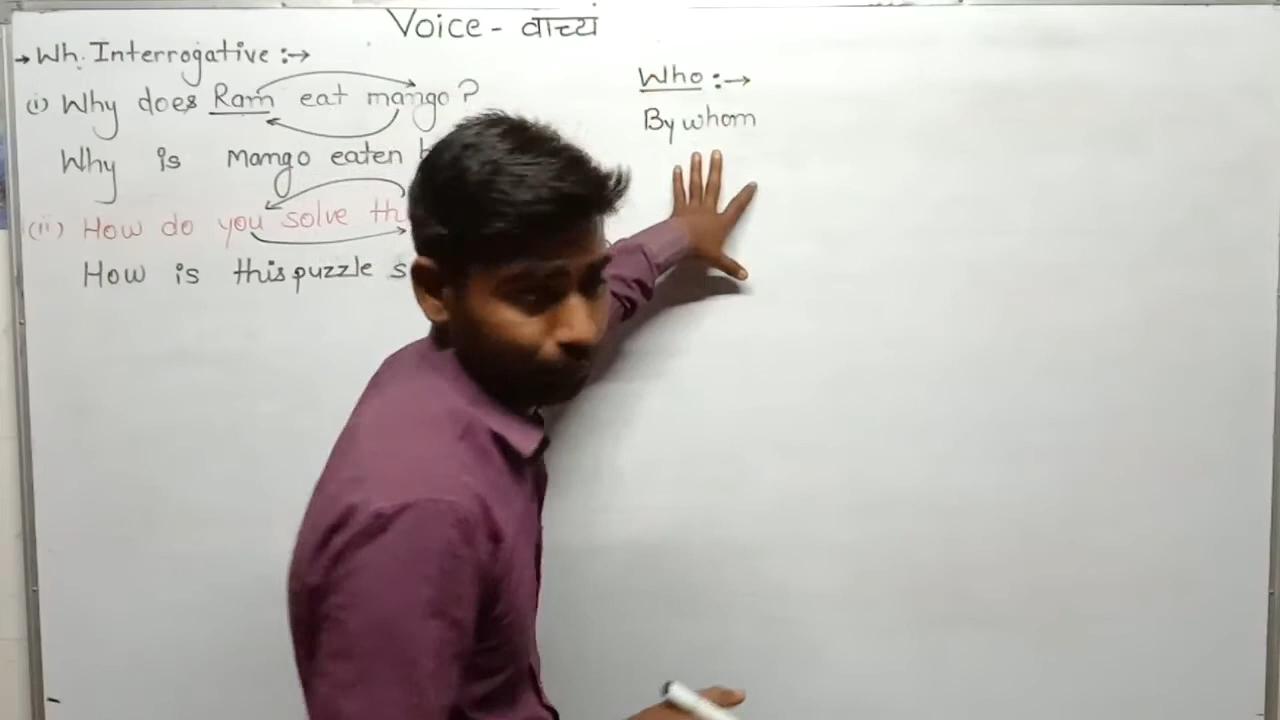 Voice - वाच्यं
→ Wh. Interrogative :→
(i) Why does Ram eat mango?
Why is Mango eaten
(ii) How do you solve
How is this puzzle
Who :→
By whom